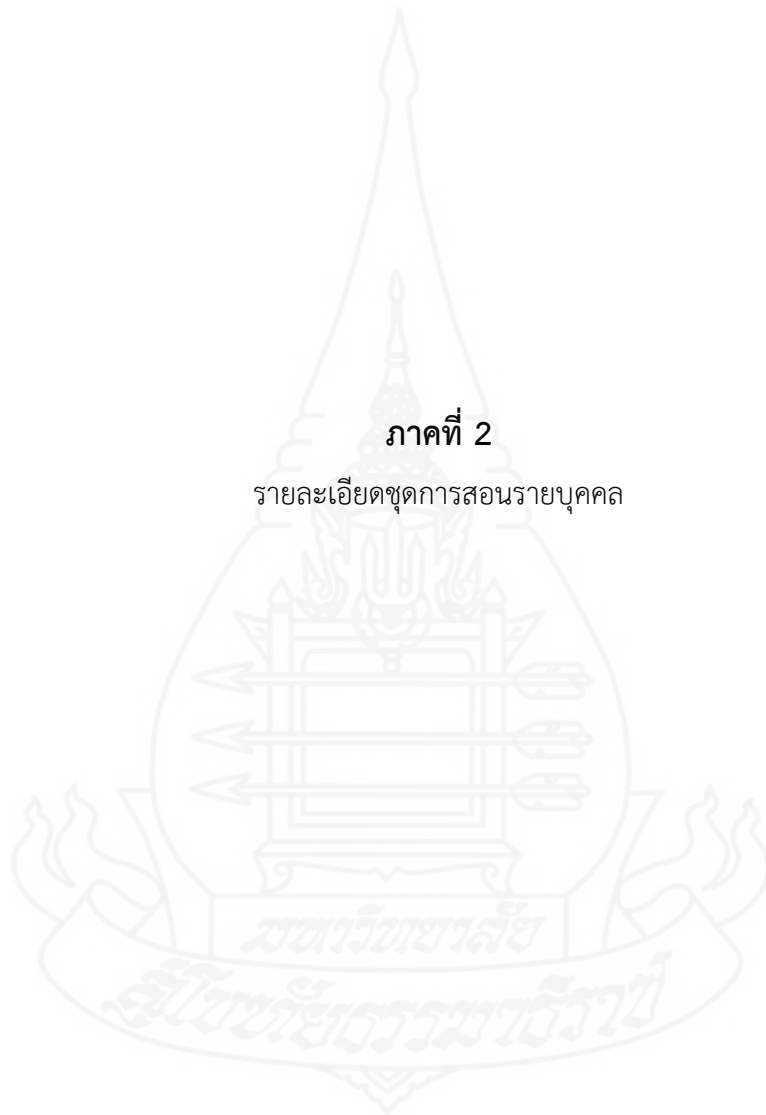 ภาคที่ 2
รายละเอียดชุดการสอนรายบุคคล
มหาวิทยาลัย
สุโขทัยธรรมาธิราช